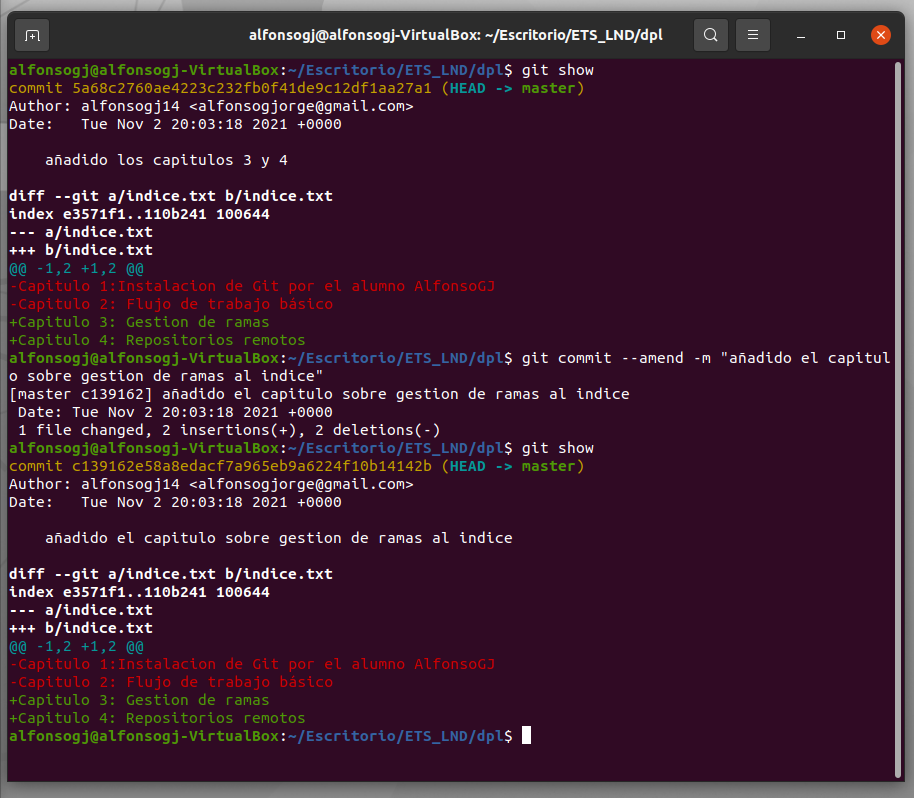 alfonsogj@alfonsogj-VirtualBox: ~/Escritorio/ETS_LND/dpl
alfonsogj@alfonsogj-VirtualBox:~/Escritorio/ETS_LND/dpl$ git show
commit 5a68c2760ae4223c232fb0f41de9c12df1aa27a1 (HEAD -> master)
Author: alfonsogj14 <alfonsogjorge@gmail.com>
Date:   Tue Nov 2 20:03:18 2021 +0000
    añadido los capitulos 3 y 4
diff --git a/indice.txt b/indice.txt
index e3571f1..110b241 100644
--- a/indice.txt
+++ b/indice.txt
@@ -1,2 +1,2 @@
-Capitulo 1:Instalacion de Git por el alumno AlfonsoGJ
-Capitulo 2: Flujo de trabajo básico
+Capitulo 3: Gestion de ramas
+Capitulo 4: Repositorios remotos
alfonsogj@alfonsogj-VirtualBox:~/Escritorio/ETS_LND/dpl$ git commit --amend -m "añadido el capitul
o sobre gestion de ramas al indice"
[master c139162] añadido el capitulo sobre gestion de ramas al indice
 Date: Tue Nov 2 20:03:18 2021 +0000
 1 file changed, 2 insertions(+), 2 deletions(-)
alfonsogj@alfonsogj-VirtualBox:~/Escritorio/ETS_LND/dpl$ git show
commit c139162e58a8edacf7a965eb9a6224f10b14142b (HEAD -> master)
Author: alfonsogj14 <alfonsogjorge@gmail.com>
Date:   Tue Nov 2 20:03:18 2021 +0000
    añadido el capitulo sobre gestion de ramas al indice
diff --git a/indice.txt b/indice.txt
index e3571f1..110b241 100644
--- a/indice.txt
+++ b/indice.txt
@@ -1,2 +1,2 @@
-Capitulo 1:Instalacion de Git por el alumno AlfonsoGJ
-Capitulo 2: Flujo de trabajo básico
+Capitulo 3: Gestion de ramas
+Capitulo 4: Repositorios remotos
alfonsogj@alfonsogj-VirtualBox:~/Escritorio/ETS_LND/dpl$